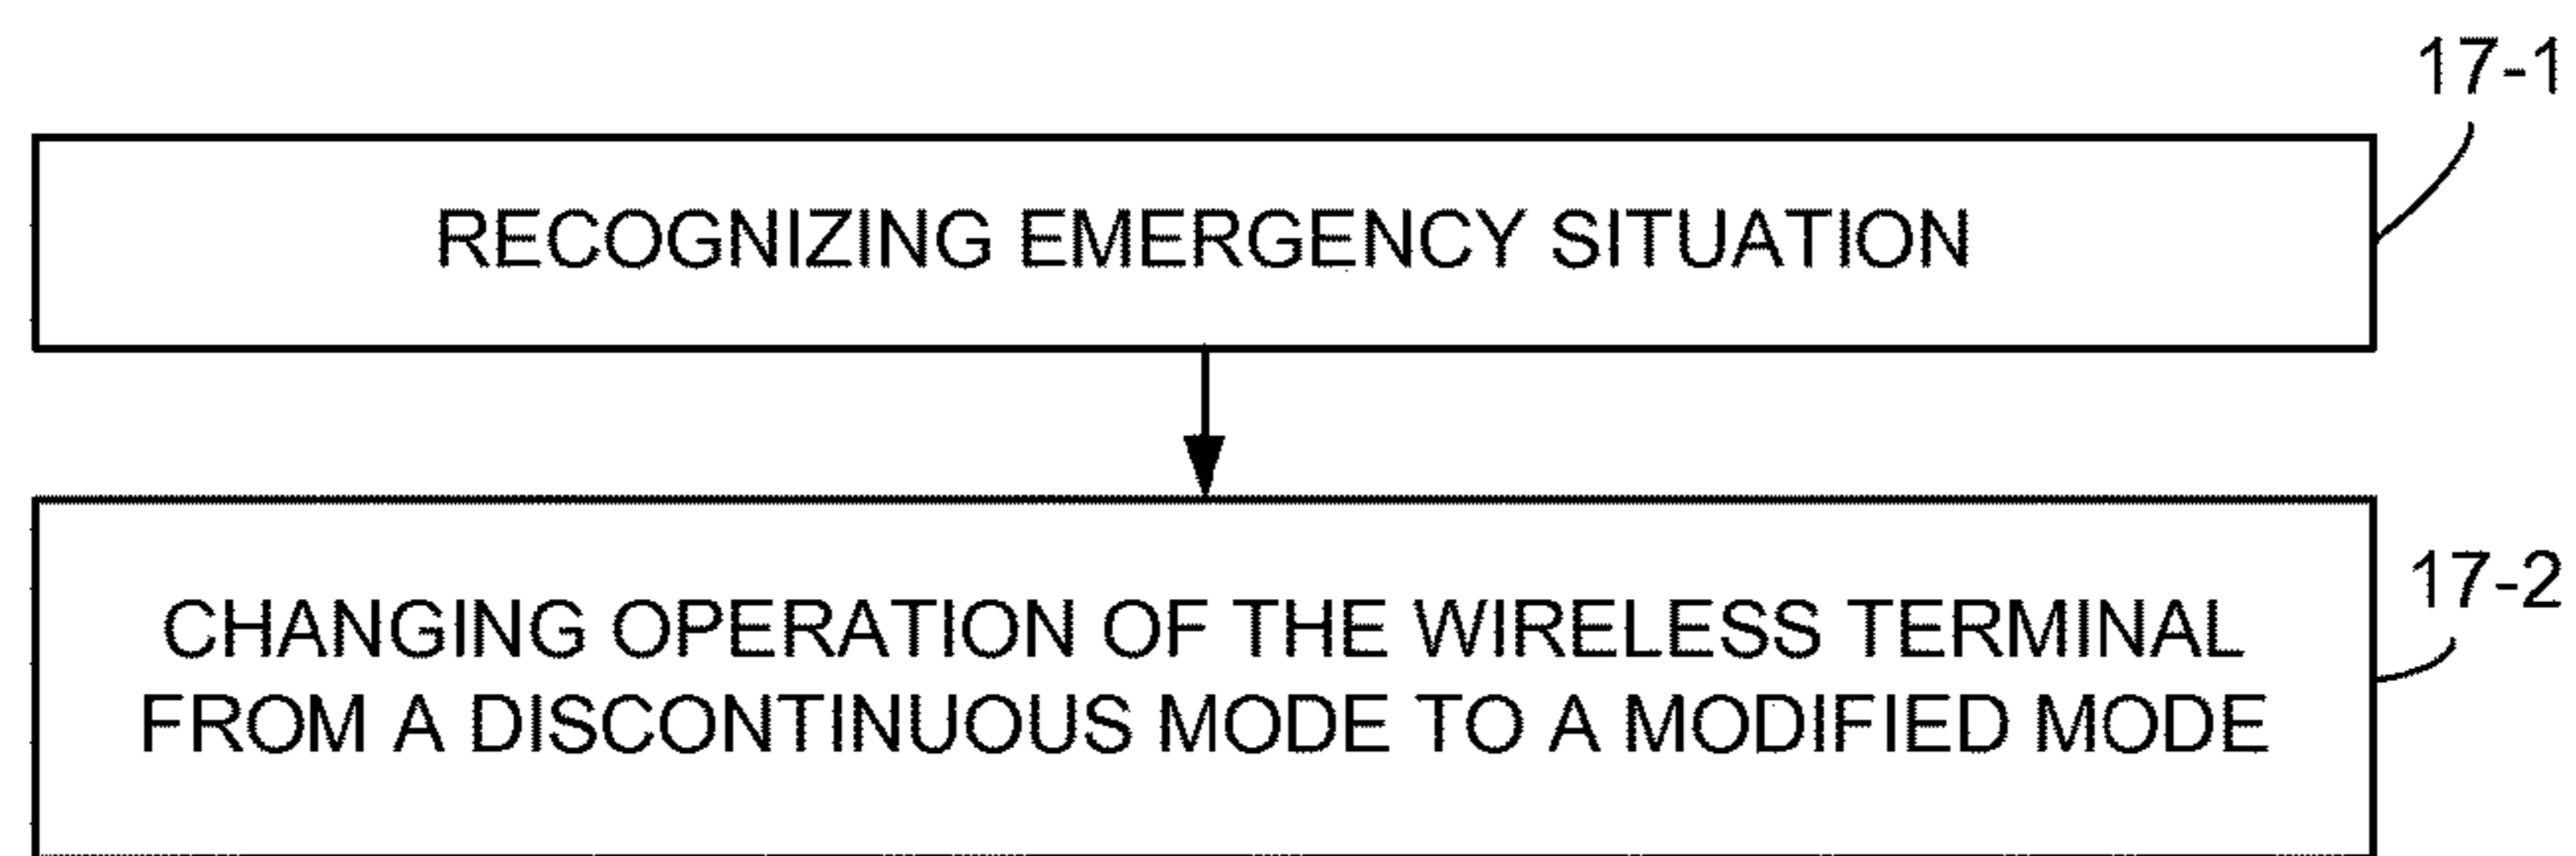 17-1
RECOGNIZING EMERGENCY SITUATION
17-2
CHANGING OPERATION OF THE WIRELESS TERMINAL
FROM A DISCONTINUOUS MODE TO A MODIFIED MODE